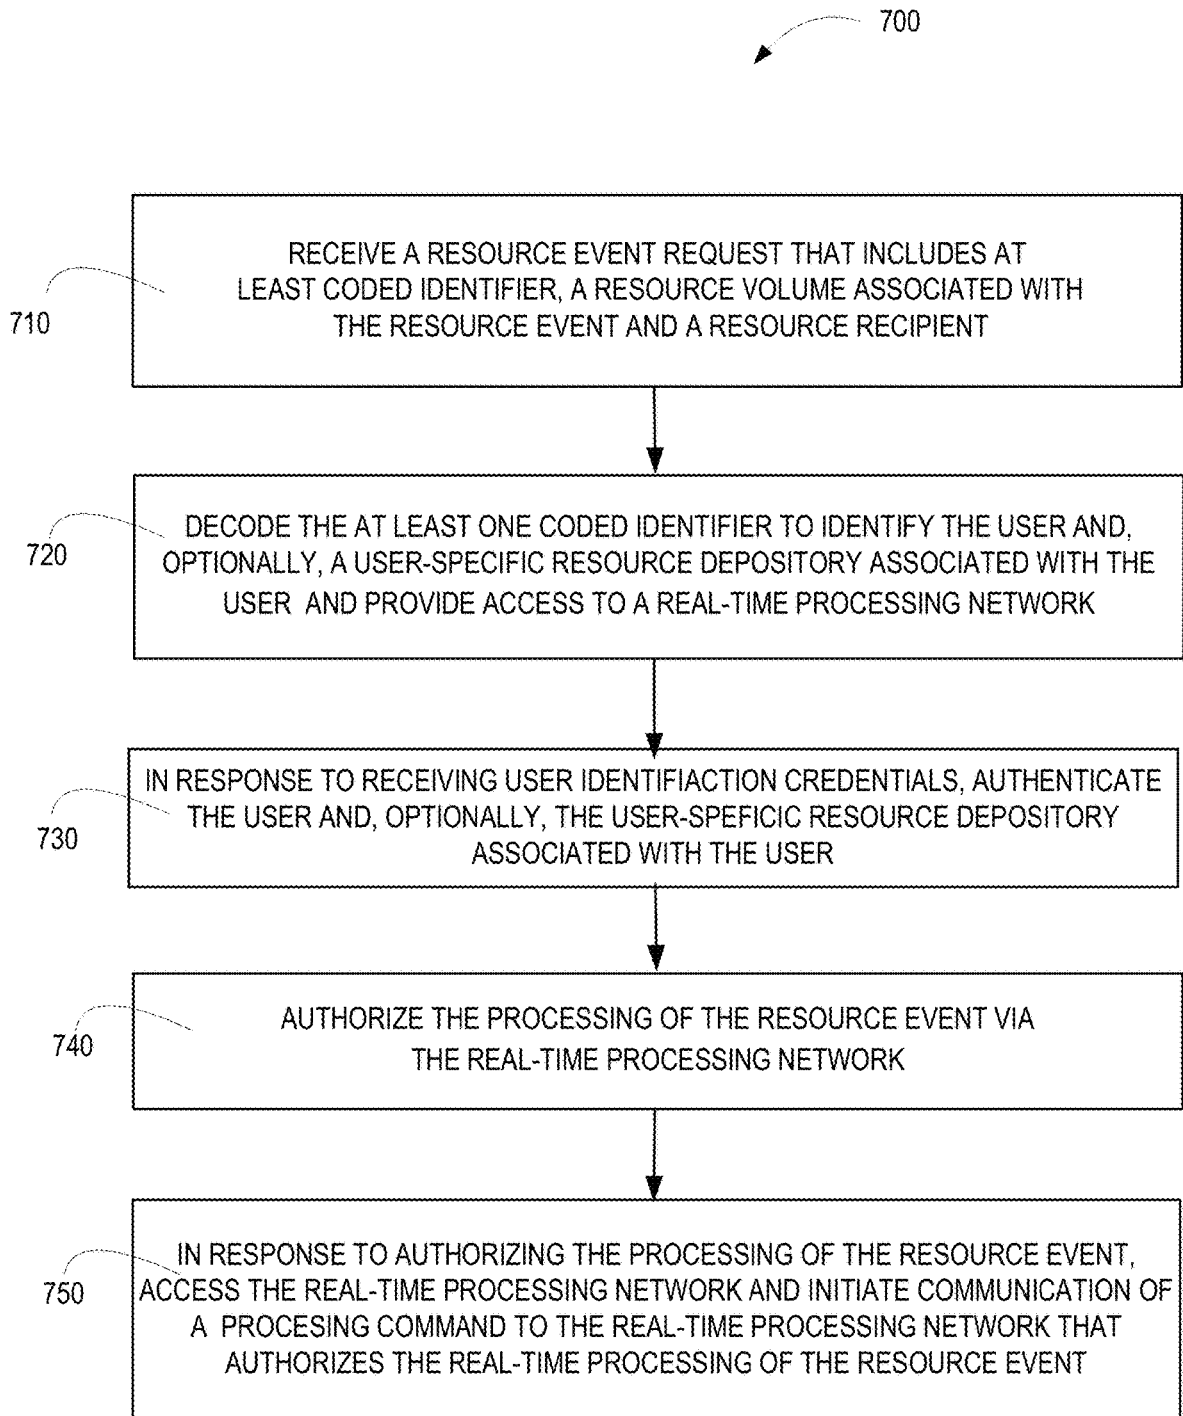 700
RECEIVE A RESOURCE EVENT REQUEST THAT INCLUDES AT
LEAST CODED IDENTIFIER, A RESOURCE VOLUME ASSOCIATED WITH
THE RESOURCE EVENT AND A RESOURCE RECIPIENT
710
DECODE THE AT LEAST ONE CODED IDENTIFIER TO IDENTIFY THE USER AND,
OPTIONALLY, A USER-SPECIFIC RESOURCE DEPOSITORY ASSOCIATED WITH THE
USER AND PROVIDE ACCESS TO A REAL-TIME PROCESSING NETWORK
720
IN RESPONSE TO RECEIVING USER IDENTIFIACTION CREDENTIALS, AUTHENTICATE
THE USER AND, OPTIONALLY, THE USER-SPEFICIC RESOURCE DEPOSITORY
ASSOCIATED WITH THE USER
730
AUTHORIZE THE PROCESSING OF THE RESOURCE EVENT VIA
THE REAL-TIME PROCESSING NETWORK
740
IN RESPONSE TO AUTHORIZING THE PROCESSING OF THE RESOURCE EVENT,
ACCESS THE REAL-TIME PROCESSING NETWORK AND INITIATE COMMUNICATION OF
A PROCESING COMMAND TO THE REAL-TIME PROCESSING NETWORK THAT
AUTHORIZES THE REAL-TIME PROCESSING OF THE RESOURCE EVENT
750